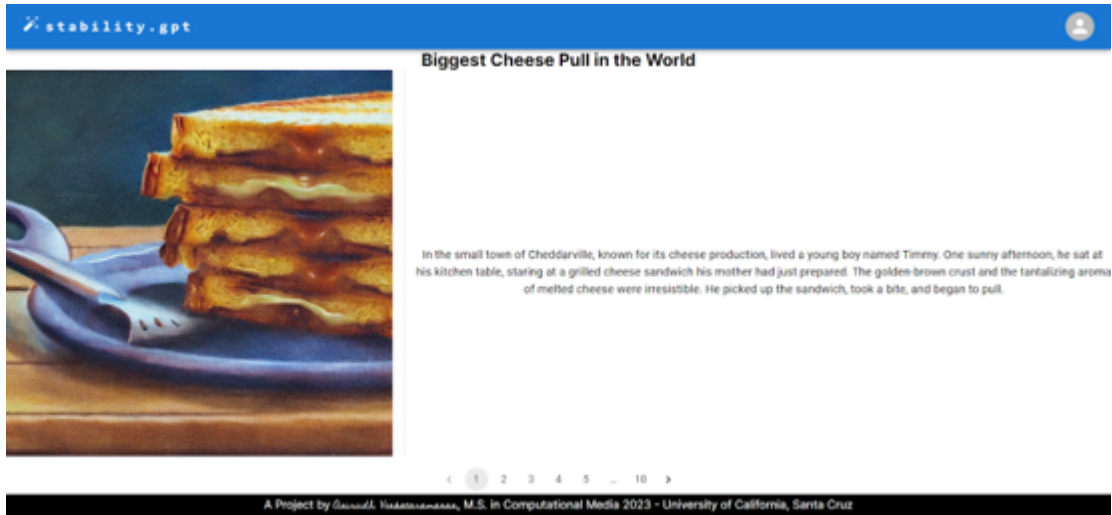 stability.gpt
Biggest Cheese Pull in the World
In the small town of Cheddarville, known for its cheese production, lived a young boy named Timmy. One sunny afternoon, he sat at
his kitchen table, staring at a grilled cheese sandwich his mother had just prepared. The golden-brown crust and the tantalizing aroma
of melted cheese were irresistible. He picked up the sandwich, took a bite, and began to pull.
‹ 1 2 3 4 5 … 10 ›
A Project by M.S. in Computational Media 2023 - University of California, Santa Cruz